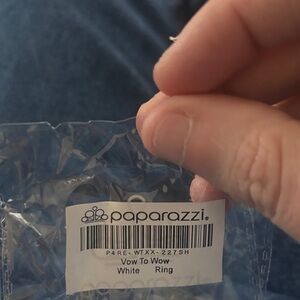 paparazzi®
P4RE-WTXX-227SH
Vow To Wow
White Ring